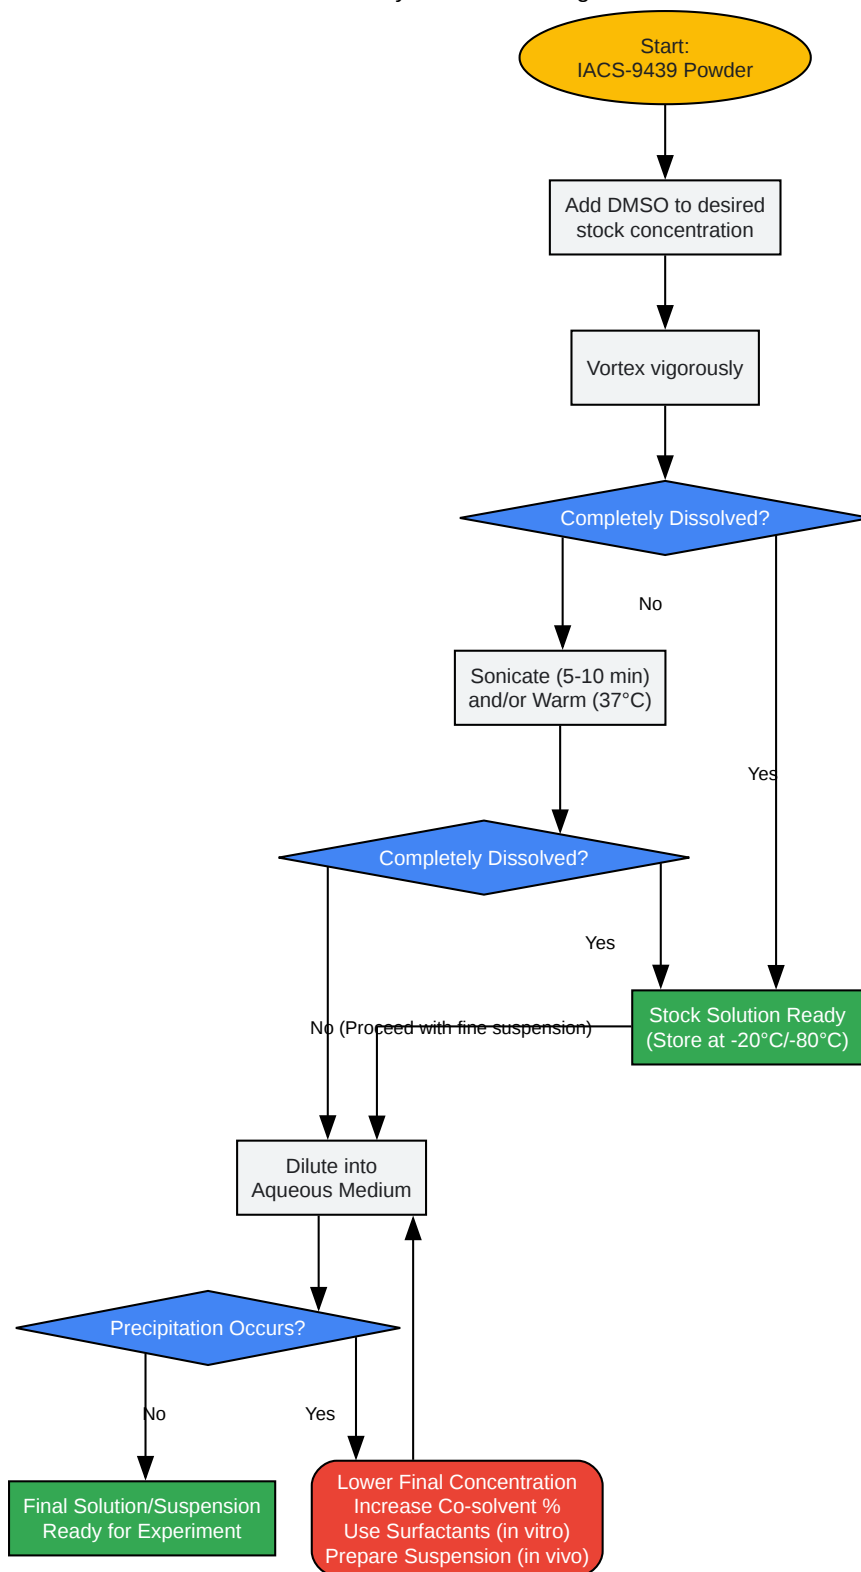 Start:
IACS-9439 Powder
Add DMSO to desired
stock concentration
Vortex vigorously
Completely Dissolved?
No
Sonicate (5-10 min)
and/or Warm (37°C)
Yes
Completely Dissolved?
Yes
Stock Solution Ready
(Store at -20°C/-80°C)
No (Proceed with fine suspension)
Dilute into
Aqueous Medium
Precipitation Occurs?
No
Yes
Final Solution/Suspension
Ready for Experiment
Lower Final Concentration
Increase Co-solvent %
Use Surfactants (in vitro)
Prepare Suspension (in vivo)